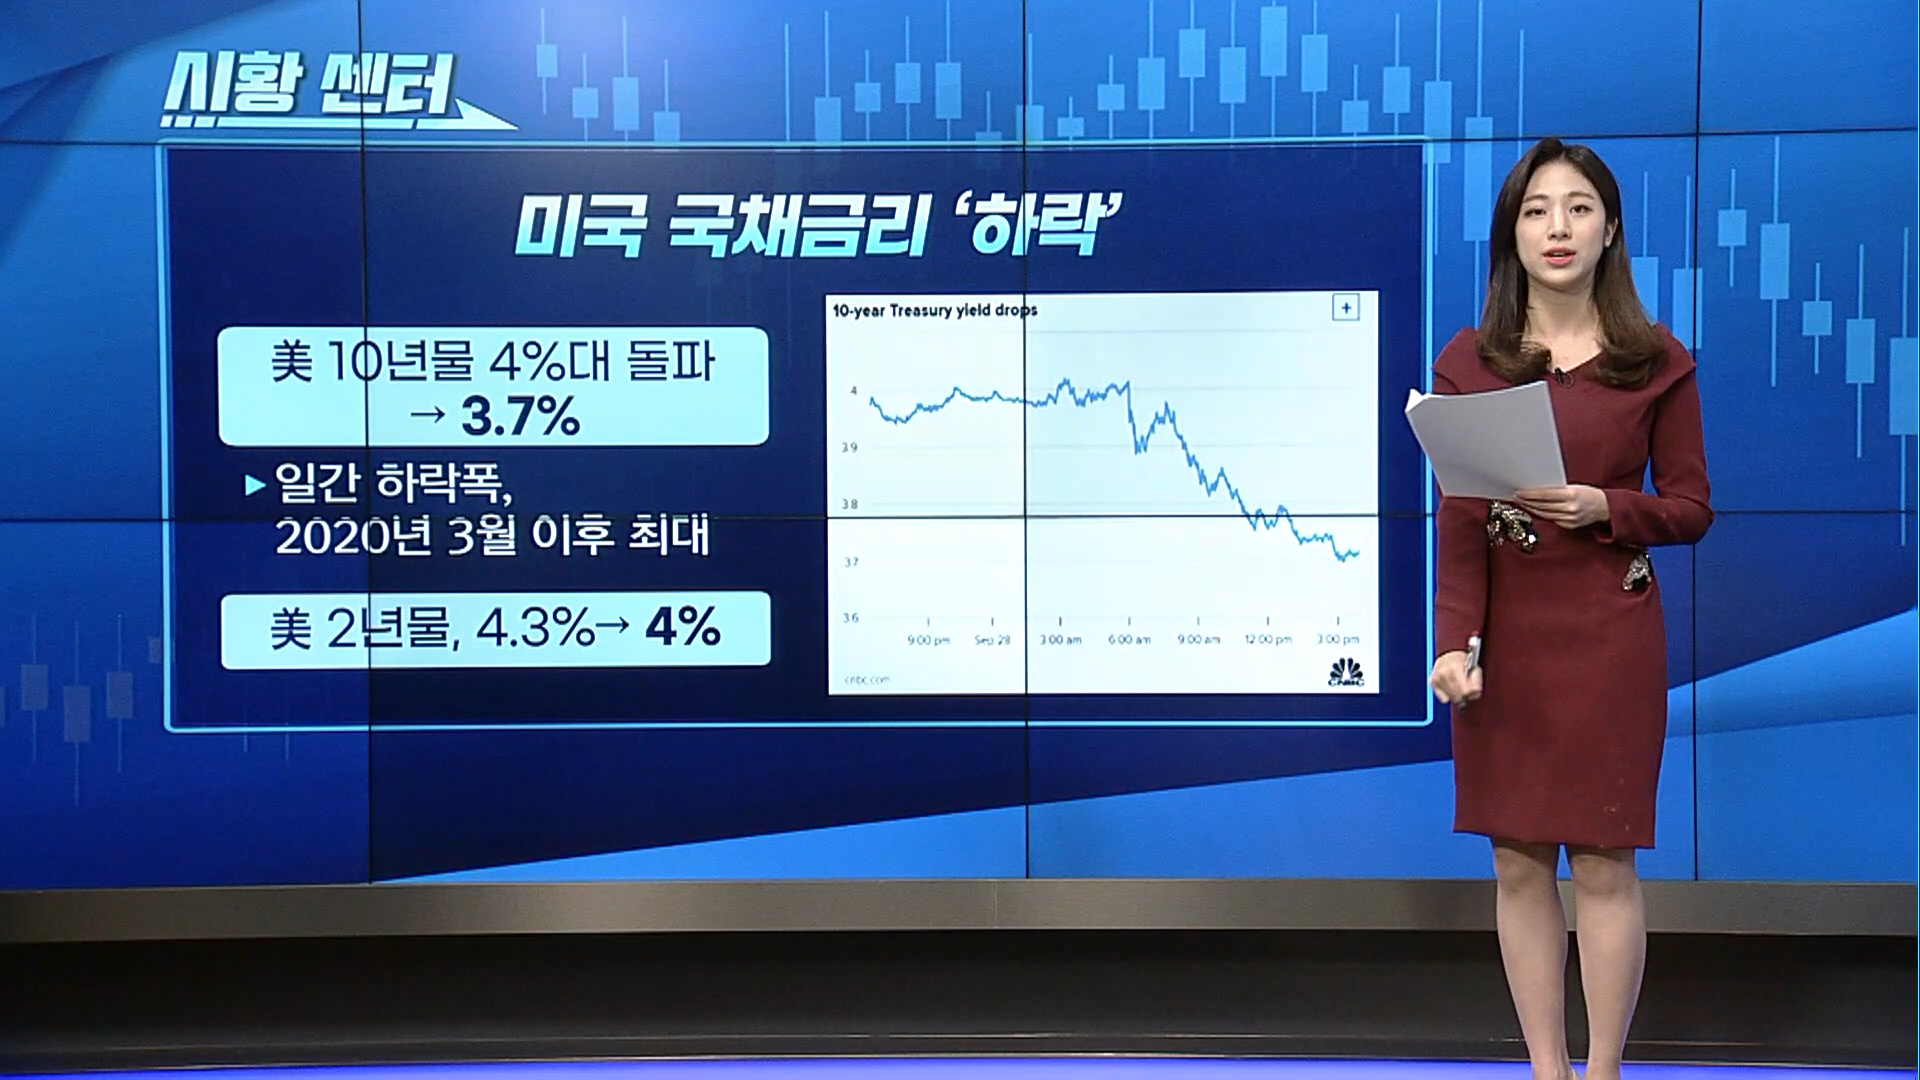 시황 센터
미국 국채금리 ‘하락’
美 10년물 4%대 돌파
→ 3.7%
▶일간 하락폭,
2020년 3월 이후 최대
美 2년물, 4.3%→ 4%
10-year Treasury yield drops
+
4
3.9
3.8
3.7
3.6
9:00 pm Sep 28 3:00 am 6:00 am 9:00 am 12:00 pm 3:00 pm
cnbc.com
CNBC